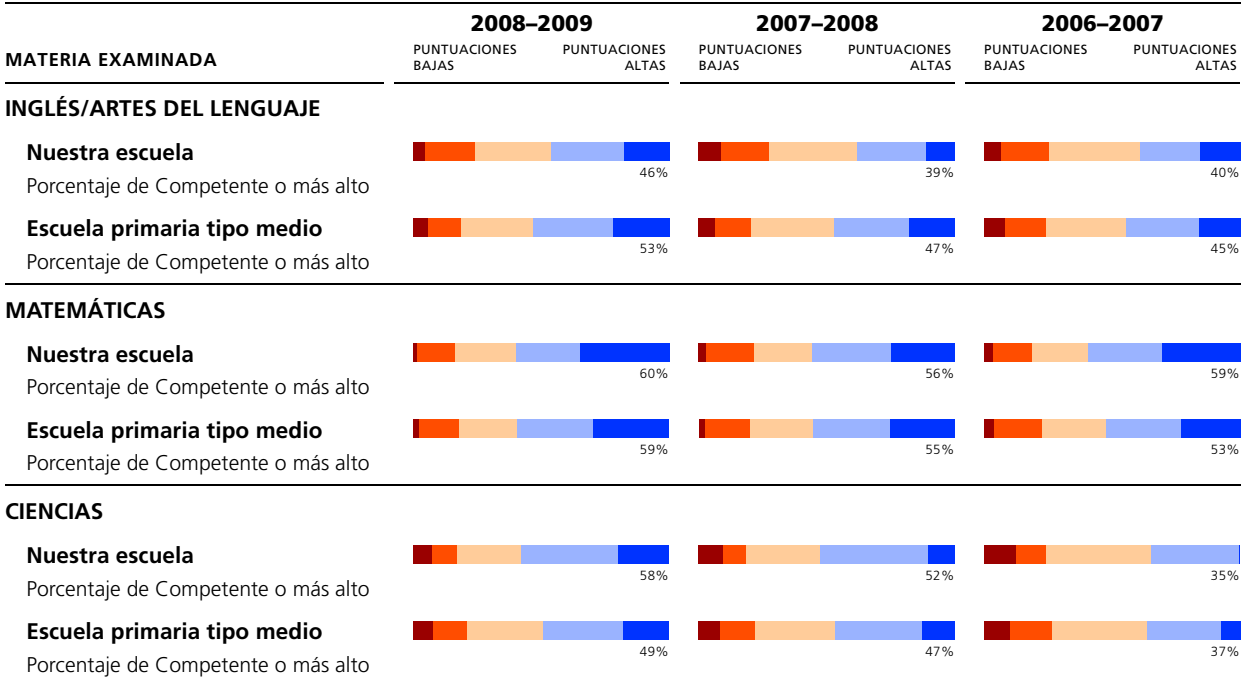 2008–2009 2007–2008 2006–2007
MATERIA EXAMINADA PUNTUACIONES BAJAS PUNTUACIONES ALTAS PUNTUACIONES BAJAS PUNTUACIONES ALTAS PUNTUACIONES BAJAS PUNTUACIONES ALTAS
INGLÉS/ARTES DEL LENGUAJE
Nuestra escuela
Porcentaje de Competente o más alto 46% 39% 40%
Escuela primaria tipo medio
Porcentaje de Competente o más alto 53% 47% 45%
MATEMÁTICAS
Nuestra escuela
Porcentaje de Competente o más alto 60% 56% 59%
Escuela primaria tipo medio
Porcentaje de Competente o más alto 59% 55% 53%
CIENCIAS
Nuestra escuela
Porcentaje de Competente o más alto 58% 52% 35%
Escuela primaria tipo medio
Porcentaje de Competente o más alto 49% 47% 37%